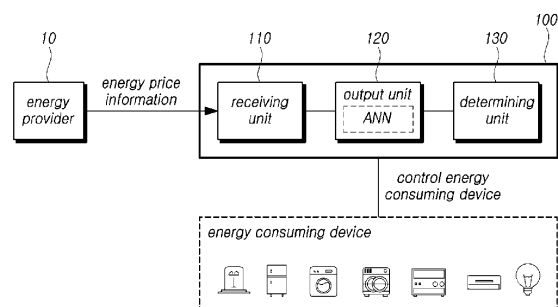 100
10
110
120
130
energy price
information
energy
provider
receiving
unit
output unit
ANN
determining
unit
control energy
consuming device
energy consuming device